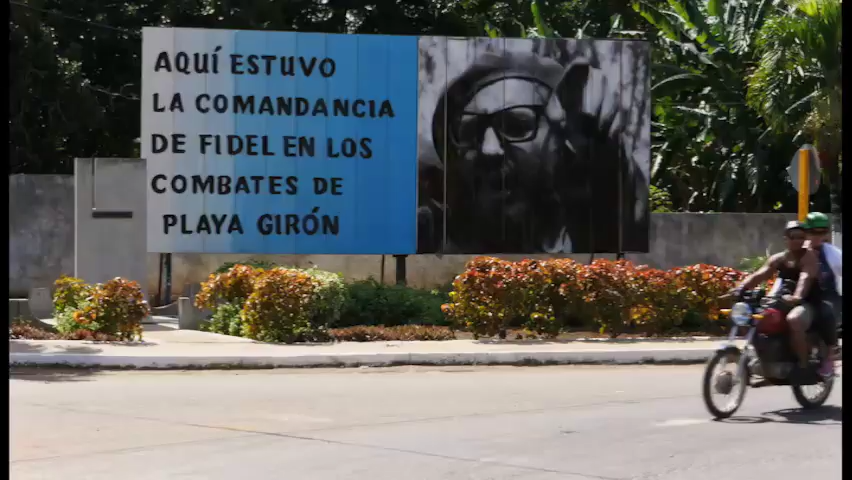 AQUÍ ESTUVO
LA COMANDANCIA
DE FIDEL EN LOS
COMBATES DE
PLAYA GIRÓN